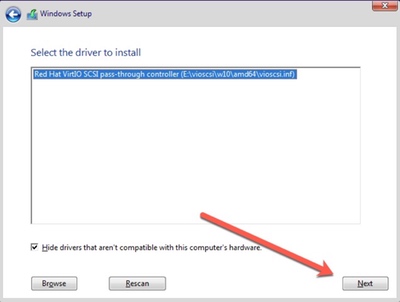 Windows Setup
Select the driver to install
Red Hat VirtIO SCSI pass-through controller (E:\vioscsi\w10\amd64\vioscsi.inf)
Hide drivers that aren't compatible with this computer's hardware.
Browse Rescan Next